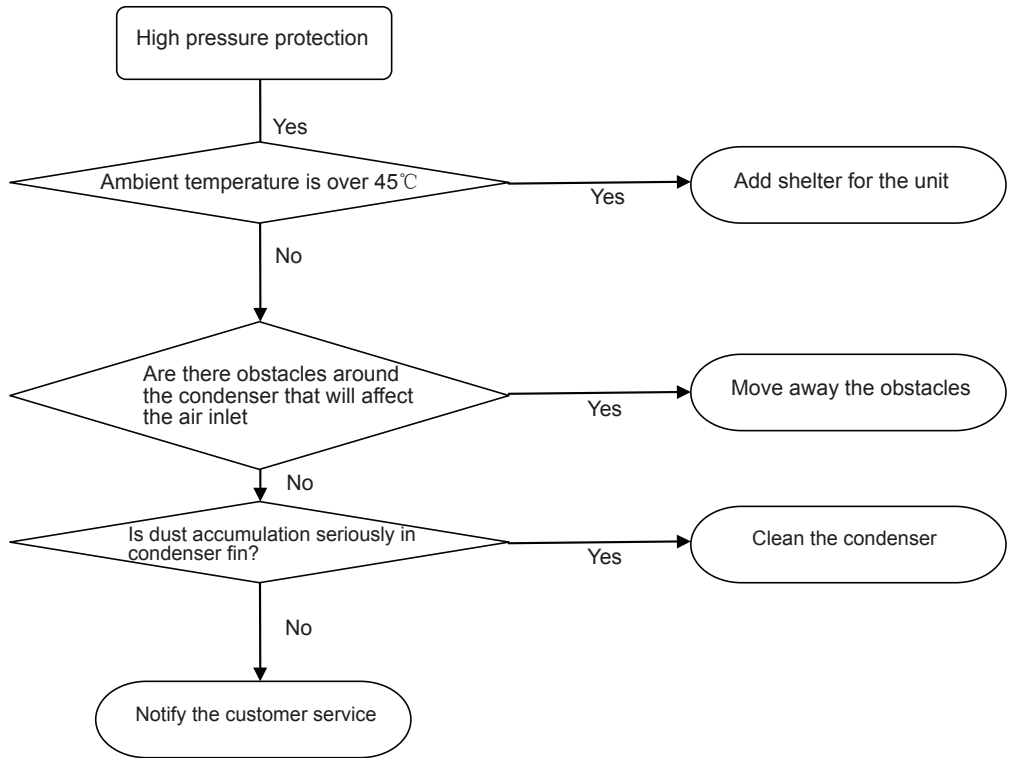 High pressure protection
Yes
Ambient temperature is over 45℃
Yes
Add shelter for the unit
No
Are there obstacles around
the condenser that will affect
the air inlet
Yes
Move away the obstacles
No
Is dust accumulation seriously in
condenser fin?
Yes
Clean the condenser
No
Notify the customer service